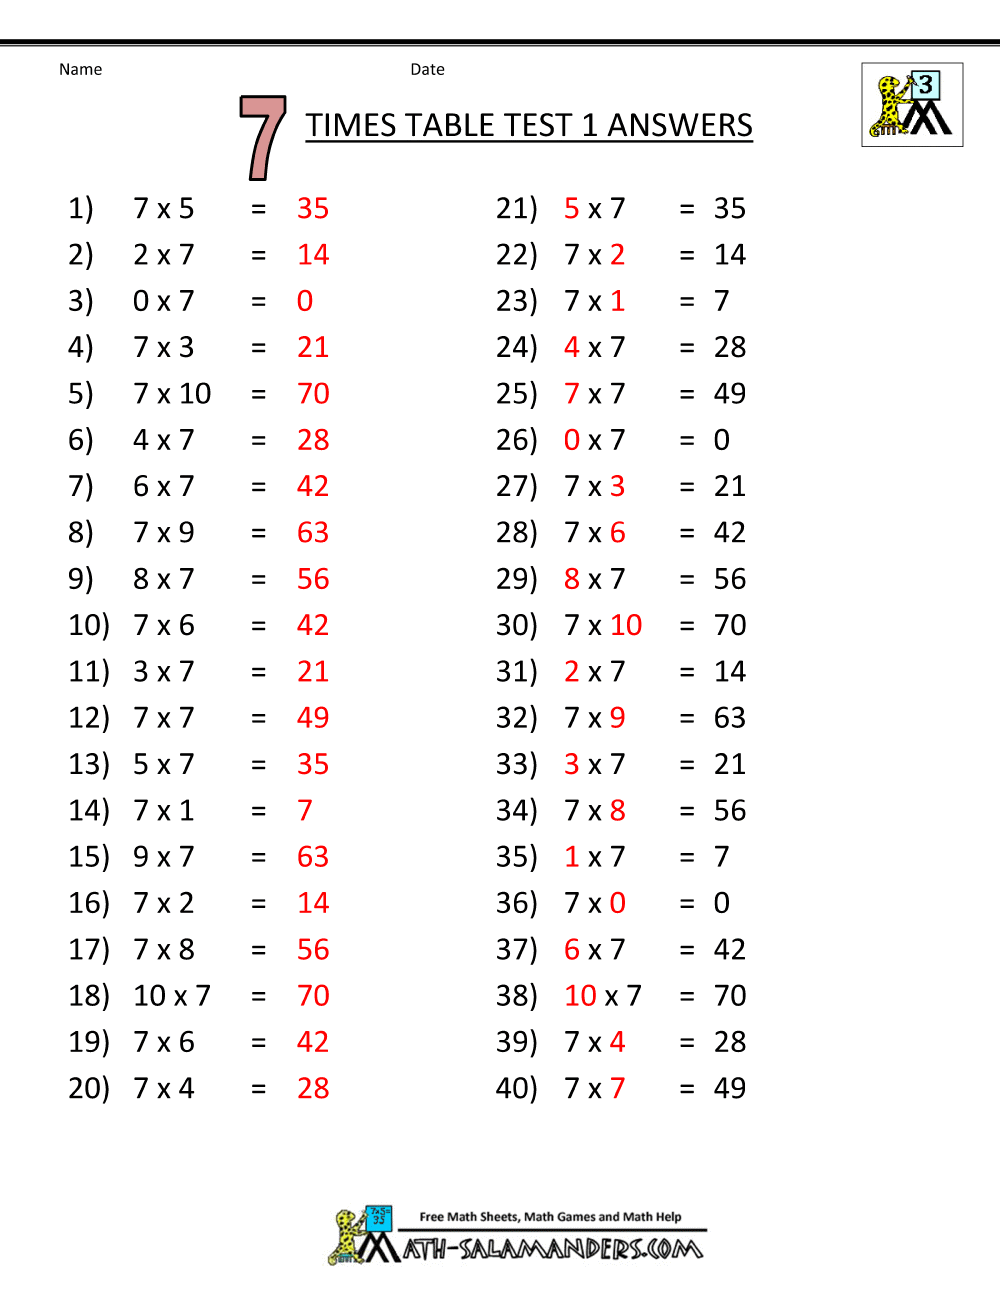 Name Date
3
7 TIMES TABLE TEST 1 ANSWERS
1) 7 x 5 = 35
2) 2 x 7 = 14
3) 0 x 7 = 0
4) 7 x 3 = 21
5) 7 x 10 = 70
6) 4 x 7 = 28
7) 6 x 7 = 42
8) 7 x 9 = 63
9) 8 x 7 = 56
10) 7 x 6 = 42
11) 3 x 7 = 21
12) 7 x 7 = 49
13) 5 x 7 = 35
14) 7 x 1 = 7
15) 9 x 7 = 63
16) 7 x 2 = 14
17) 7 x 8 = 56
18) 10 x 7 = 70
19) 7 x 6 = 42
20) 7 x 4 = 28
21) 5 x 7 = 35
22) 7 x 2 = 14
23) 7 x 1 = 7
24) 4 x 7 = 28
25) 7 x 7 = 49
26) 0 x 7 = 0
27) 7 x 3 = 21
28) 7 x 6 = 42
29) 8 x 7 = 56
30) 7 x 10 = 70
31) 2 x 7 = 14
32) 7 x 9 = 63
33) 3 x 7 = 21
34) 7 x 8 = 56
35) 1 x 7 = 7
36) 7 x 0 = 0
37) 6 x 7 = 42
38) 10 x 7 = 70
39) 7 x 4 = 28
40) 7 x 7 = 49
7x5=
35
Free Math Sheets, Math Games and Math Help
MATH-SALAMANDERS.COM